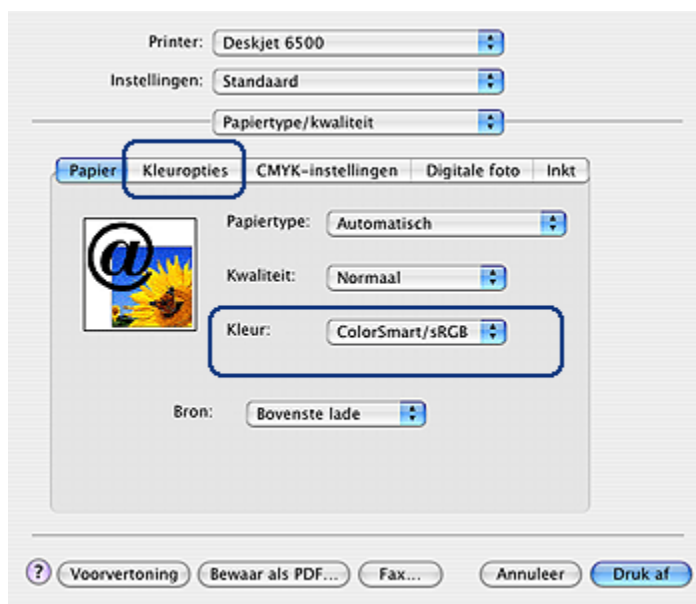 Printer: Deskjet 6500
Instellingen: Standaard
Papiertype/kwaliteit
Papier Kleuropties CMYK-instellingen Digitale foto Inkt
Papiertype: Automatisch
@
Kwaliteit: Normaal
Kleur: ColorSmart/sRGB
Bron: Bovenste lade
? Voorvertoning Bewaar als PDF... Fax... Annuleer Druk af